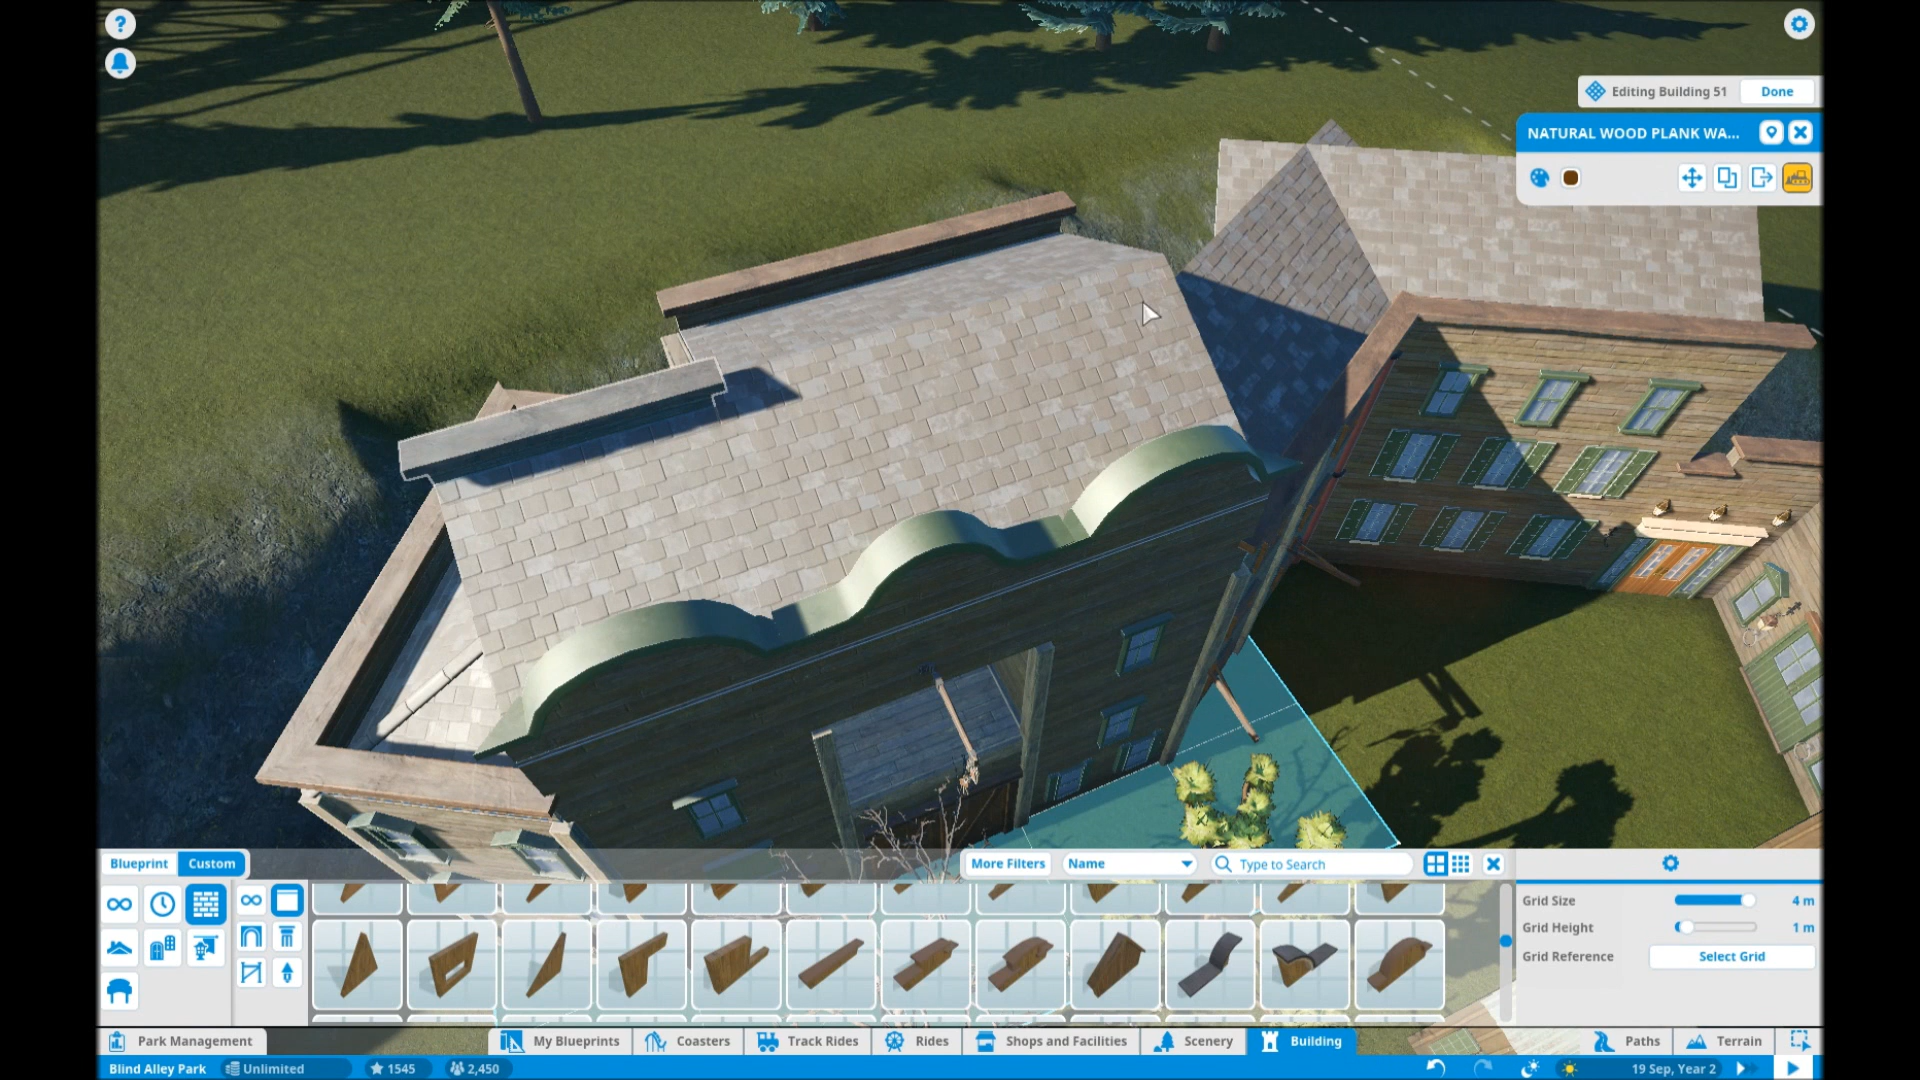 ?
Editing Building 51 Done
NATURAL WOOD PLANK WA...
Blueprint Custom
More Filters Name Type to Search
Grid Size 4 m
Grid Height 1 m
Grid Reference Select Grid
Park Management My Blueprints Coasters Track Rides Rides Shops and Facilities Scenery Building Paths Terrain
Blind Alley Park Unlimited 1545 2,450 19 Sep, Year 2